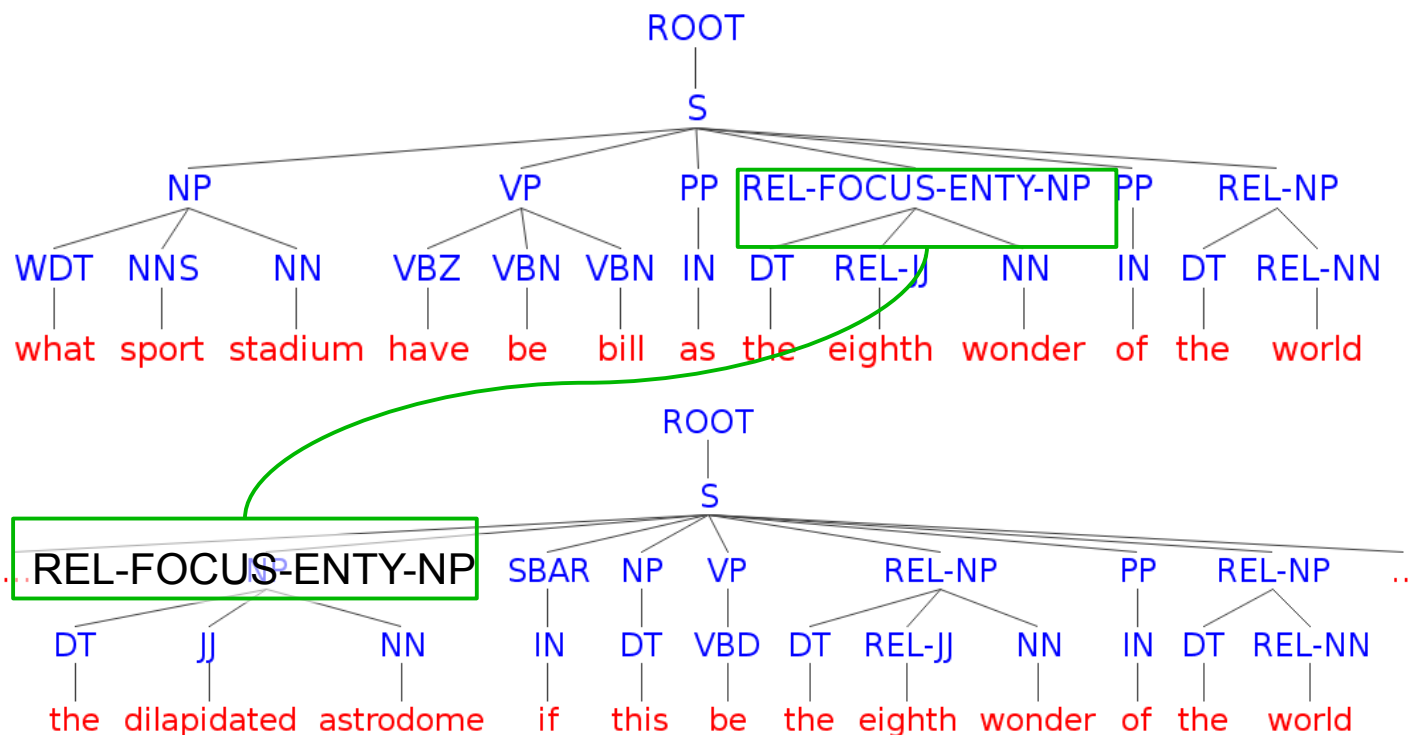 ROOT
S
NP VP PP REL-FOCUS-ENTY-NP PP REL-NP
WDT NNS NN VBZ VBN VBN IN DT REL-JJ NN IN DT REL-NN
what sport stadium have be bill as the eighth wonder of the world
ROOT
S
... REL-FOCUS-ENTY-NP NP SBAR NP VP REL-NP PP REL-NP ..
DT JJ NN IN DT VBD DT REL-JJ NN IN DT REL-NN
the dilapidated astrodome if this be the eighth wonder of the world